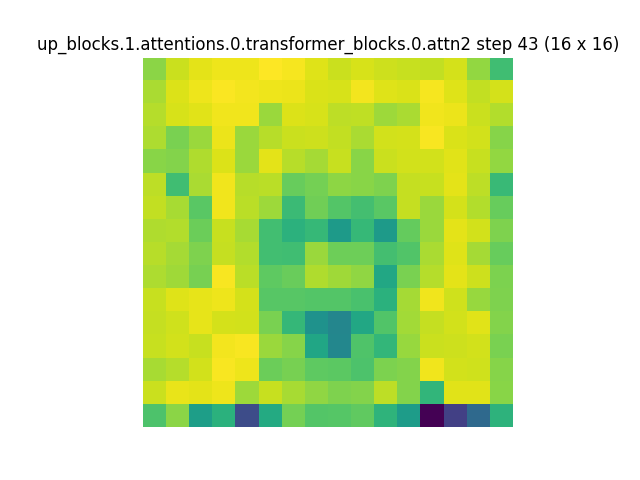 up_blocks.1.attentions.0.transformer_blocks.0.attn2 step 43 (16 x 16)